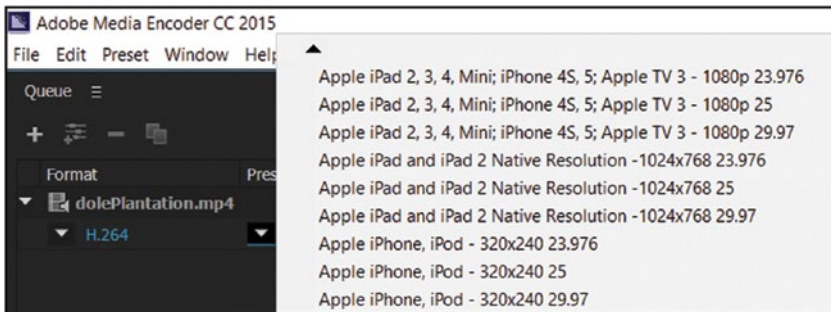 Adobe Media Encoder CC 2015
File Edit Preset Window Help
Queue
Format Pres
dolePlantation.mp4
H.264
Apple iPad 2, 3, 4, Mini; iPhone 4S, 5; Apple TV 3 - 1080p 23.976
Apple iPad 2, 3, 4, Mini; iPhone 4S, 5; Apple TV 3 - 1080p 25
Apple iPad 2, 3, 4, Mini; iPhone 4S, 5; Apple TV 3 - 1080p 29.97
Apple iPad and iPad 2 Native Resolution -1024x768 23.976
Apple iPad and iPad 2 Native Resolution -1024x768 25
Apple iPad and iPad 2 Native Resolution -1024x768 29.97
Apple iPhone, iPod - 320x240 23.976
Apple iPhone, iPod - 320x240 25
Apple iPhone, iPod - 320x240 29.97